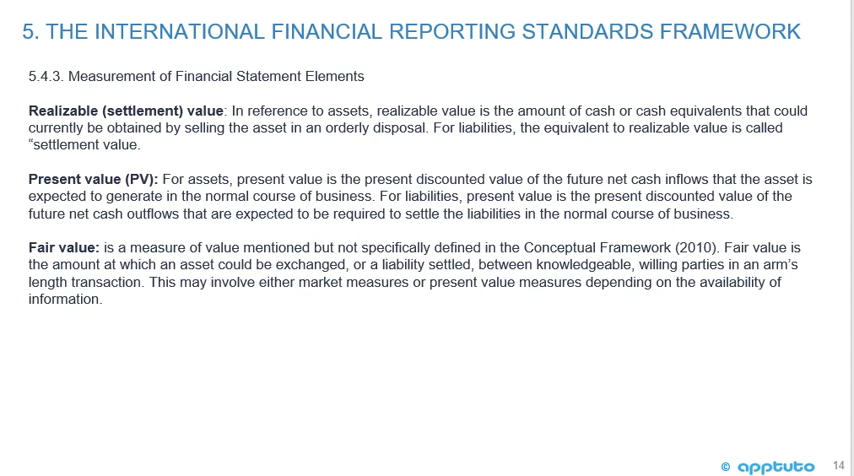 5. THE INTERNATIONAL FINANCIAL REPORTING STANDARDS FRAMEWORK
5.4.3. Measurement of Financial Statement Elements
Realizable (settlement) value: In reference to assets, realizable value is the amount of cash or cash equivalents that could
currently be obtained by selling the asset in an orderly disposal. For liabilities, the equivalent to realizable value is called
“settlement value.
Present value (PV): For assets, present value is the present discounted value of the future net cash inflows that the asset is
expected to generate in the normal course of business. For liabilities, present value is the present discounted value of the
future net cash outflows that are expected to be required to settle the liabilities in the normal course of business.
Fair value: is a measure of value mentioned but not specifically defined in the Conceptual Framework (2010). Fair value is
the amount at which an asset could be exchanged, or a liability settled, between knowledgeable, willing parties in an arm’s
length transaction. This may involve either market measures or present value measures depending on the availability of
information.
© apptuto 14